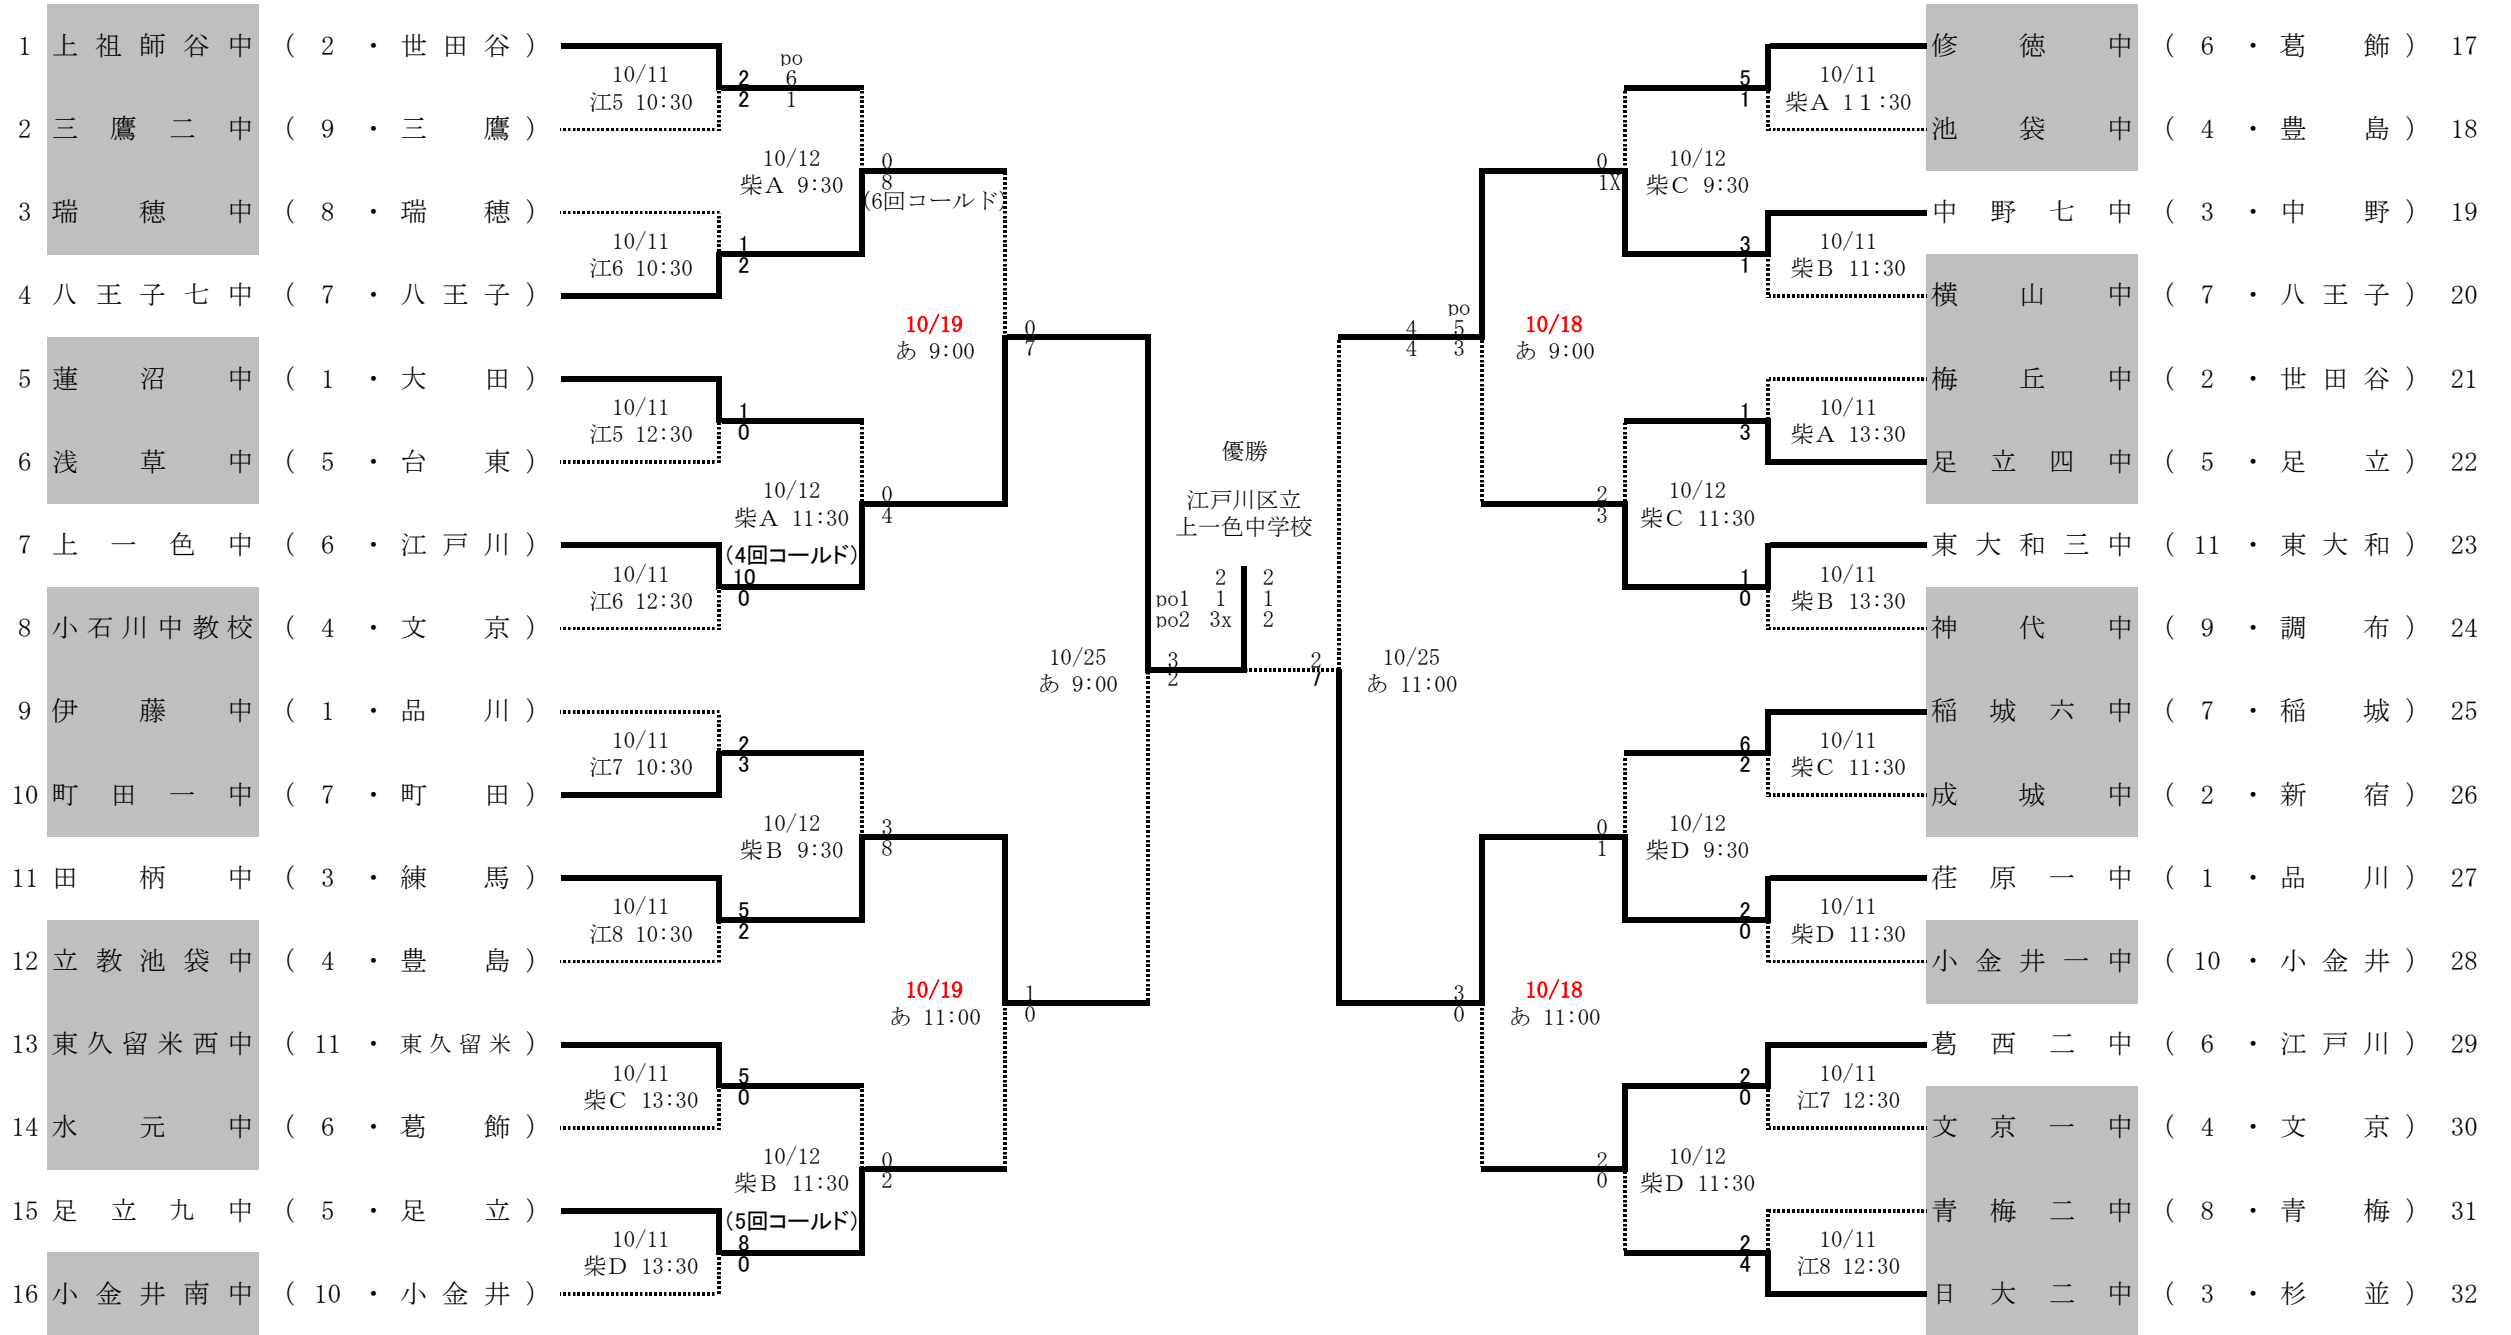 1 上祖師谷中 ( 2 ・ 世田谷 )
2 三鷹二中 ( 9 ・ 三鷹 )
3 瑞穂中 ( 8 ・ 瑞穂 )
4 八王子七中 ( 7 ・ 八王子 )
5 蓮沼中 ( 1 ・ 大田 )
6 浅草中 ( 5 ・ 台東 )
7 上一色中 ( 6 ・ 江戸川 )
8 小石川中教校 ( 4 ・ 文京 )
9 伊藤中 ( 1 ・ 品川 )
10 町田一中 ( 7 ・ 町田 )
11 田柄中 ( 3 ・ 練馬 )
12 立教池袋中 ( 4 ・ 豊島 )
13 東久留米西中 ( 11 ・ 東久留米 )
14 水元中 ( 6 ・ 葛飾 )
15 足立九中 ( 5 ・ 足立 )
16 小金井南中 ( 10 ・ 小金井 )
10/11
江5 10:30
2
2
po
6
1
10/11
江6 10:30
1
2
10/11
江5 12:30
1
0
10/11
江6 12:30
(4回コールド)
10
0
10/11
江7 10:30
2
3
10/11
江8 10:30
5
2
10/11
柴C 13:30
5
0
10/11
柴D 13:30
(5回コールド)
8
0
10/12
柴A 9:30
0
8
(6回コールド)
10/12
柴A 11:30
0
4
10/12
柴B 9:30
3
8
10/12
柴B 11:30
0
2
10/19
あ 9:00
0
7
10/19
あ 11:00
1
0
10/25
あ 9:00
3
2
優勝
江戸川区立
上一色中学校
2 2
po1 1 1
po2 3x 2
10/25
あ 11:00
2
7
10/18
あ 9:00
4
4
po
5
3
10/18
あ 11:00
3
0
10/12
柴C 9:30
0
1X
10/12
柴C 11:30
2
3
10/12
柴D 9:30
0
1
10/12
柴D 11:30
2
0
10/11
柴A 11:30
5
1
10/11
柴B 11:30
3
1
10/11
柴A 13:30
1
3
10/11
柴B 13:30
1
0
10/11
柴C 11:30
6
2
10/11
柴D 11:30
2
0
10/11
江7 12:30
2
0
10/11
江8 12:30
2
4
修徳中 ( 6 ・ 葛飾 ) 17
池袋中 ( 4 ・ 豊島 ) 18
中野七中 ( 3 ・ 中野 ) 19
横山中 ( 7 ・ 八王子 ) 20
梅丘中 ( 2 ・ 世田谷 ) 21
足立四中 ( 5 ・ 足立 ) 22
東大和三中 ( 11 ・ 東大和 ) 23
神代中 ( 9 ・ 調布 ) 24
稲城六中 ( 7 ・ 稲城 ) 25
成城中 ( 2 ・ 新宿 ) 26
荏原一中 ( 1 ・ 品川 ) 27
小金井一中 ( 10 ・ 小金井 ) 28
葛西二中 ( 6 ・ 江戸川 ) 29
文京一中 ( 4 ・ 文京 ) 30
青梅二中 ( 8 ・ 青梅 ) 31
日大二中 ( 3 ・ 杉並 ) 32